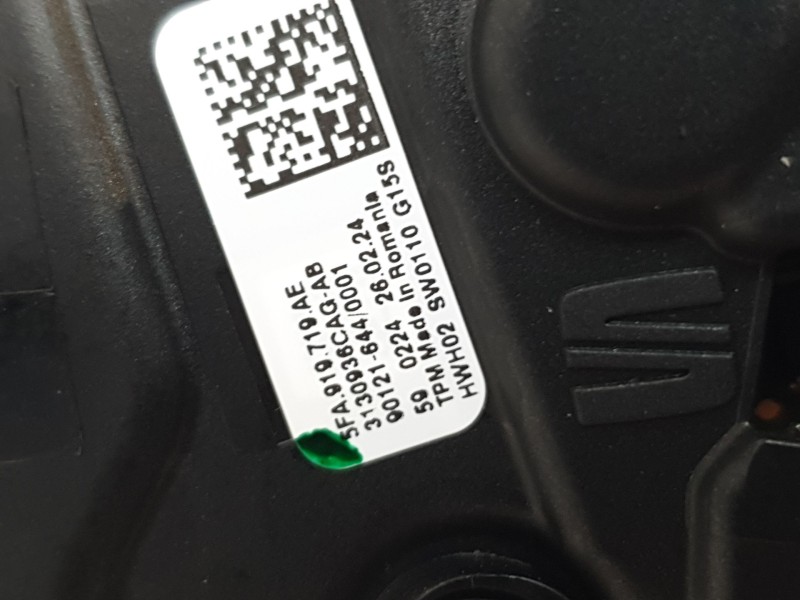 5FA.919.719.AE
3130936CAG-AB
90121-644/0001
59 0224 26.02.24
TPM Made in Romania
HWH02 SW0110 G15S